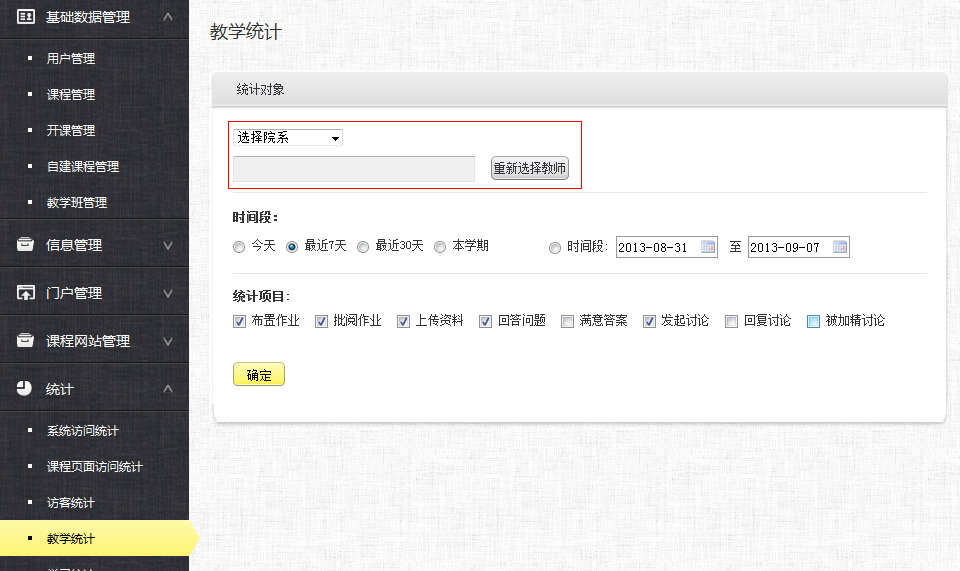 基础数据管理
用户管理
课程管理
开课管理
自建课程管理
教学班管理
信息管理
门户管理
课程网站管理
统计
系统访问统计
课程页面访问统计
访客统计
教学统计
教学统计
统计对象
选择院系
重新选择教师
时间段：
今天 最近7天 最近30天 本学期 时间段: 2013-08-31 至 2013-09-07
统计项目:
布置作业 批阅作业 上传资料 回答问题 满意答案 发起讨论 回复讨论 被加精讨论
确定